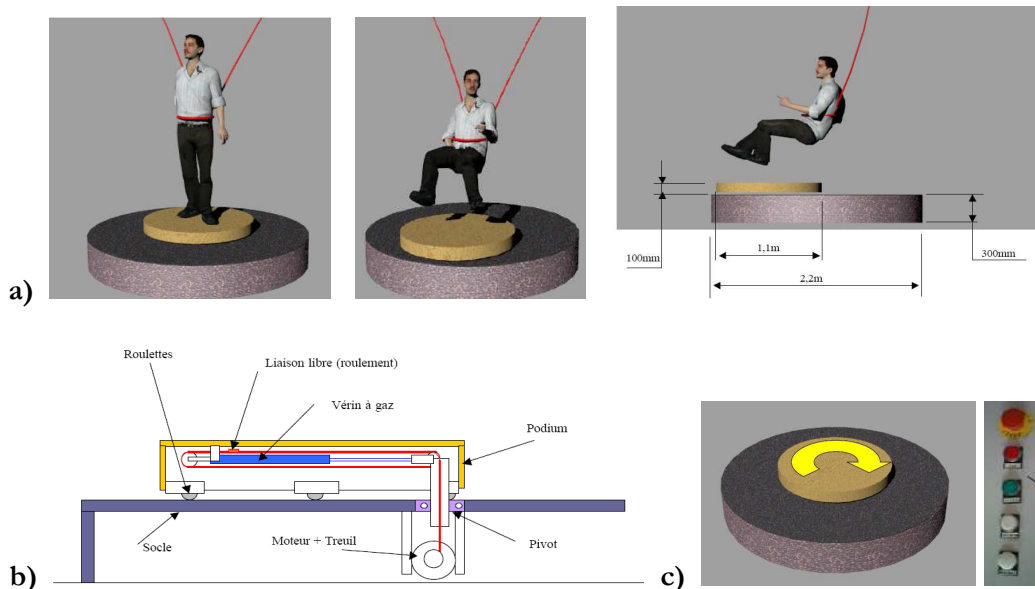 a)
100mm
1,1m
2,2m
300mm
b)
Roulettes
Liaison libre (roulement)
Vérin à gaz
Podium
Socle
Moteur + Treuil
Pivot
c)